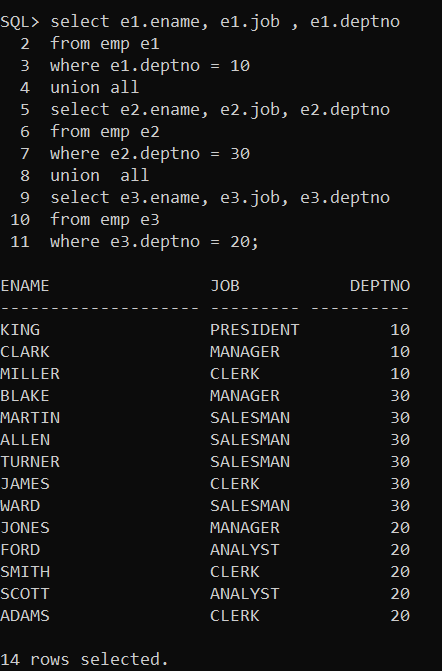 SQL> select e1.ename, e1.job , e1.deptno
  2  from emp e1
  3  where e1.deptno = 10
  4  union all
  5  select e2.ename, e2.job, e2.deptno
  6  from emp e2
  7  where e2.deptno = 30
  8  union  all
  9  select e3.ename, e3.job, e3.deptno
 10  from emp e3
 11  where e3.deptno = 20;

ENAME                JOB           DEPTNO
-------------------- --------- ----------
KING                 PRESIDENT         10
CLARK                MANAGER           10
MILLER               CLERK             10
BLAKE                MANAGER           30
MARTIN               SALESMAN          30
ALLEN                SALESMAN          30
TURNER               SALESMAN          30
JAMES                CLERK             30
WARD                 SALESMAN          30
JONES                MANAGER           20
FORD                 ANALYST           20
SMITH                CLERK             20
SCOTT                ANALYST           20
ADAMS                CLERK             20

14 rows selected.